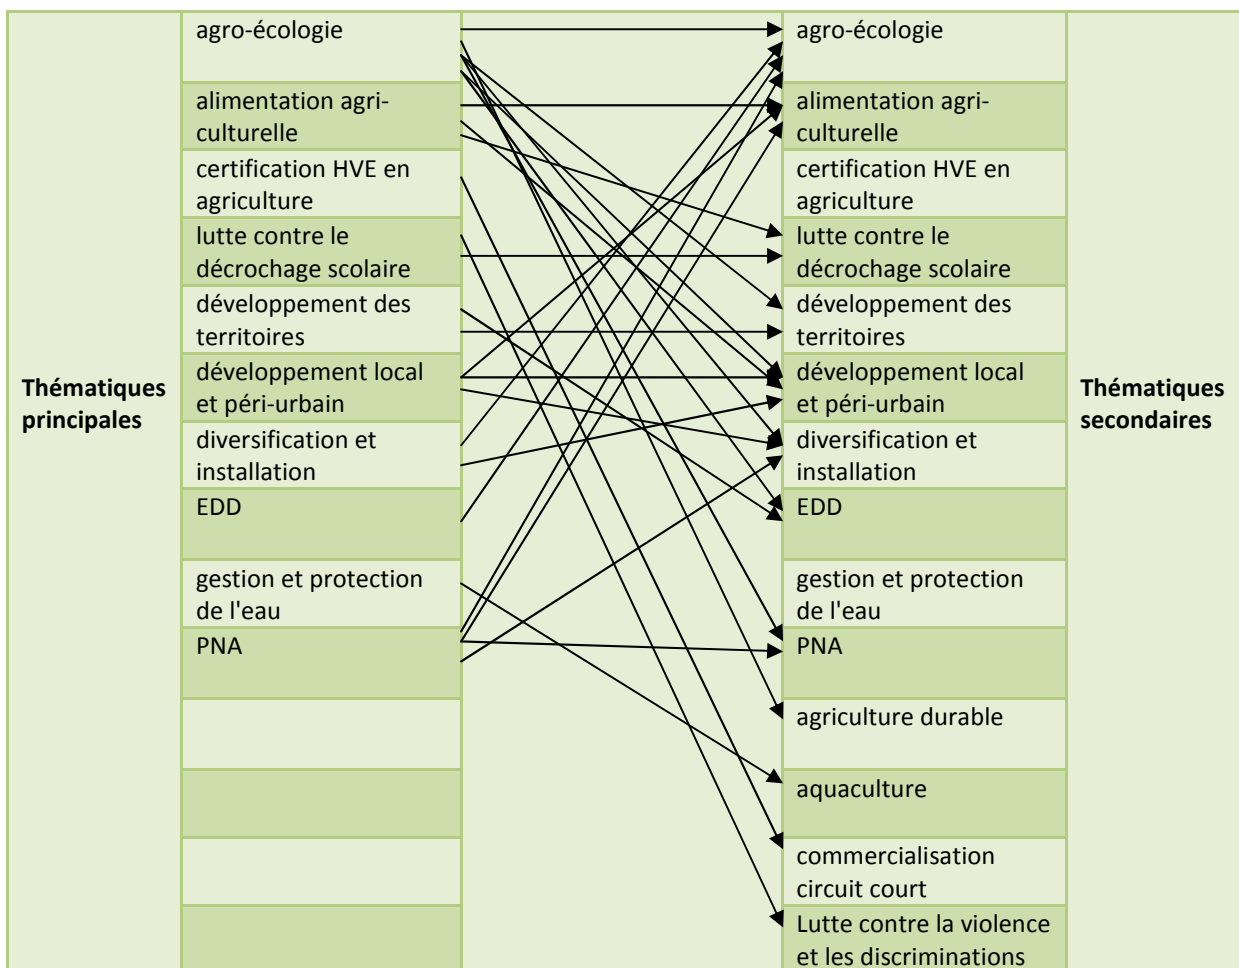 Thématiques
principales
agro-écologie
alimentation agri-
culturelle
certification HVE en
agriculture
lutte contre le
décrochage scolaire
développement des
territoires
développement local
et péri-urbain
diversification et
installation
EDD
gestion et protection
de l'eau
PNA
agro-écologie
alimentation agri-
culturelle
certification HVE en
agriculture
lutte contre le
décrochage scolaire
développement des
territoires
développement local
et péri-urbain
diversification et
installation
EDD
gestion et protection
de l'eau
PNA
agriculture durable
aquaculture
commercialisation
circuit court
Lutte contre la violence
et les discriminations
Thématiques
secondaires